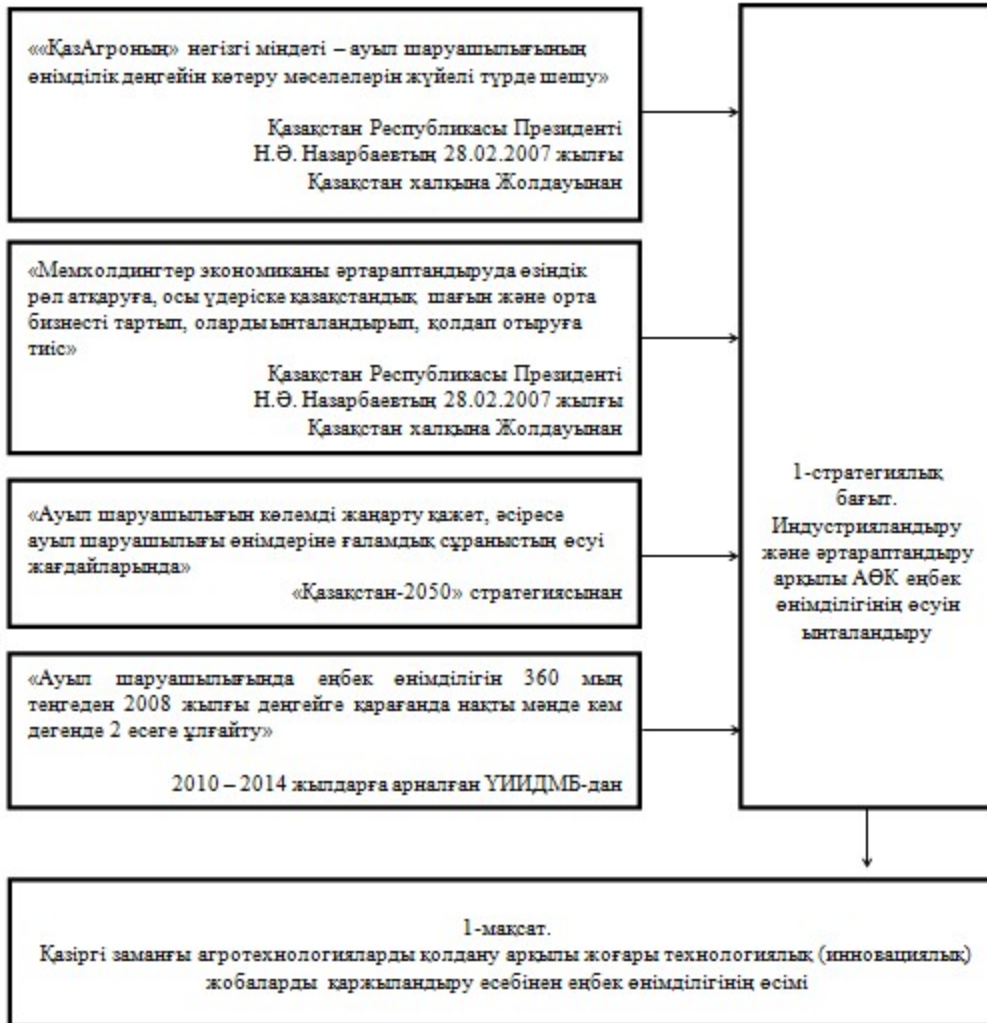 ««ҚазАгроның» негізгі міндеті – ауыл шаруашылығының
өнімділік деңгейін көтеру мәселелерін жүйелі түрде шешу»
Қазақстан Республикасы Президенті
Н.Ә. Назарбаевтың 28.02.2007 жылғы
Қазақстан халқына Жолдауынан
«Мемхолдингтер экономиканы әртараптандыруда өзіндік
рөл атқаруға, осы үдеріске қазақстандық шағын және орта
бизнесті тартып, оларды ынталандырып, қолдап отыруға
тиіс»
Қазақстан Республикасы Президенті
Н.Ә. Назарбаевтың 28.02.2007 жылғы
Қазақстан халқына Жолдауынан
«Ауыл шаруашылығын көлемді жаңарту қажет, әсіресе
ауыл шаруашылығы өнімдеріне ғаламдық сұраныстың өсуі
жағдайларында»
«Қазақстан-2050» стратегиясынан
«Ауыл шаруашылығында еңбек өнімділігін 360 мың
теңгеден 2008 жылғы деңгейге қарағанда нақты мәнде кем
дегенде 2 есеге ұлғайту»
2010 – 2014 жылдарға арналған ҮИИДМБ-дан
1-стратегиялық
бағыт.
Индустрияландыру
және әртараптандыру
арқылы АӨК еңбек
өнімділігінің өсуін
ынталандыру
1-мақсат.
Қазіргі заманғы агротехнологияларды қолдану арқылы жоғары технологиялық (инновациялық)
жобаларды қаржыландыру есебінен еңбек өнімділігінің өсімі